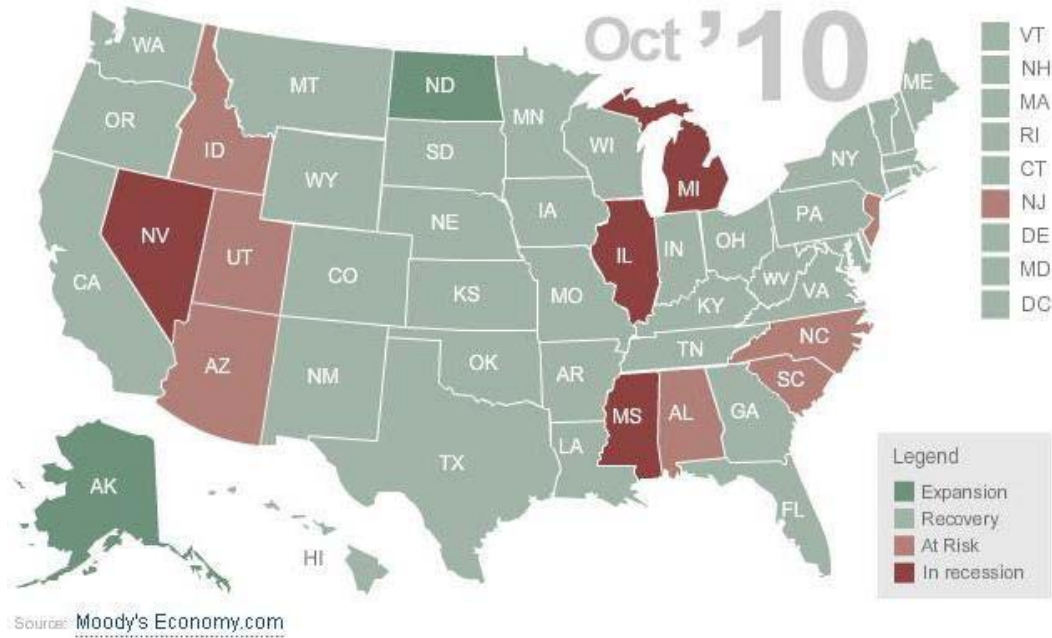 Oct '10
WA
MT
ND
MN
ME
VT
NH
MA
RI
CT
NJ
DE
MD
DC
OR
ID
SD
WI
NY
WY
MI
NV
UT
CO
NE
IA
IL
IN
OH
PA
CA
KS
MO
KY
WV
VA
AZ
NM
OK
AR
TN
NC
SC
TX
LA
MS
AL
GA
FL
AK
HI
Legend
Expansion
Recovery
At Risk
In recession
Source: Moody's Economy.com